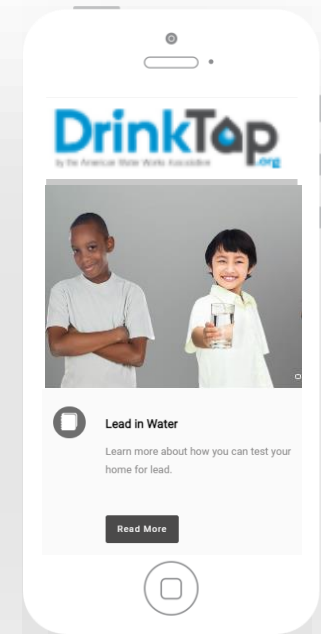 DrinkTap
.org
by the American Water Works Association
Lead in Water
Learn more about how you can test your
home for lead.
Read More